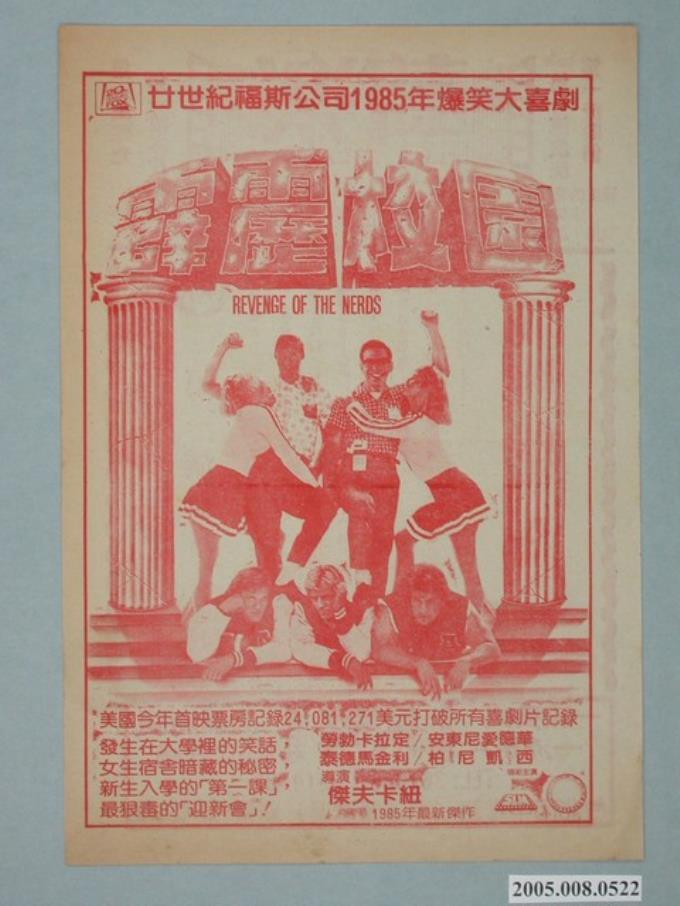 廿世紀福斯公司1985年爆笑大喜劇
霹靂校園
REVENGE OF THE NERDS
美國今年首映票房記錄24,081,271美元打破所有喜劇片記錄
發生在大學裡的笑話，
女生宿舍暗藏的秘密，
新生入學的「第一課」，
最狠毒的「迎新會」！
勞勃卡拉定／安東尼愛德華
泰德馬金利／柏尼凱西
導演
傑夫卡紐
1985年最新傑作
2005.008.0522